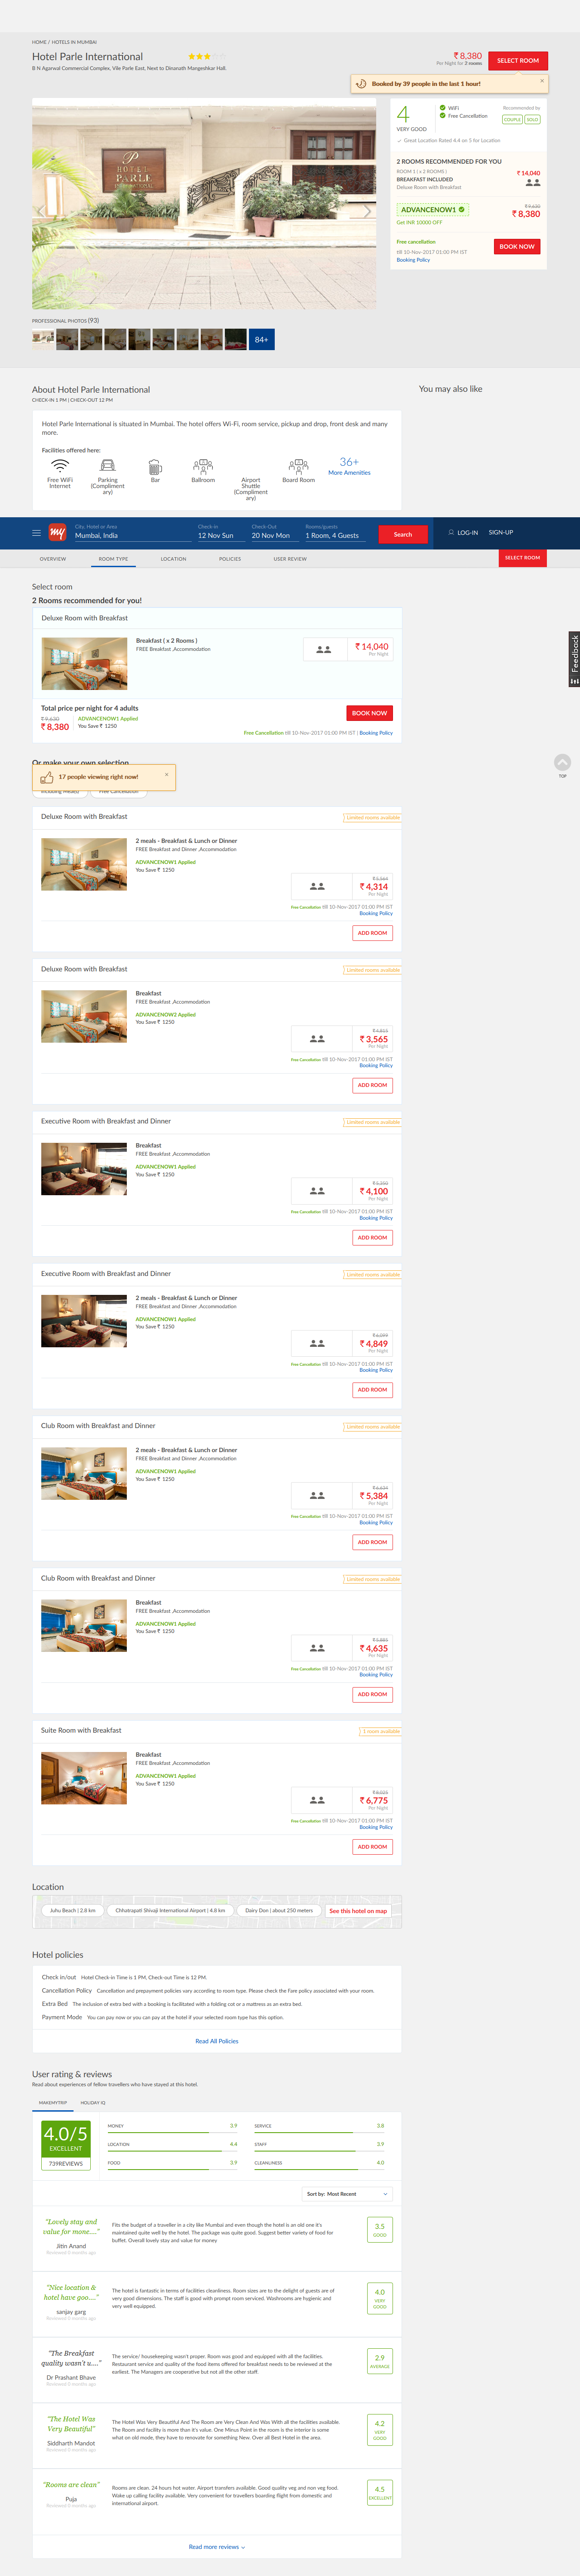 HOME / HOTELS IN MUMBAI
Hotel Parle International
B-N Agarwal Commercial Complex, Vile Parle East, Next to Dinanath Mangeshkar Hall.
₹ 8,380
Per Night for 2 rooms
SELECT ROOM
Booked by 39 people in the last 1 hour!
HOTEL
PARLE
INTERNATIONAL
4
VERY GOOD
WiFi
Free Cancellation
Recommended by
COUPLE
SOLO
Great Location Rated 4.4 on 5 for Location
2 ROOMS RECOMMENDED FOR YOU
ROOM 1 ( x 2 ROOMS )
BREAKFAST INCLUDED
Deluxe Room with Breakfast
₹ 14,040
ADVANCENOW1
Get INR 10000 OFF
₹ 9,630
₹ 8,380
Free cancellation
till 10-Nov-2017 01:00 PM IST
Booking Policy
BOOK NOW
PROFESSIONAL PHOTOS (93)
84+
About Hotel Parle International
CHECK-IN 1 PM | CHECK-OUT 12 PM
You may also like
Hotel Parle International is situated in Mumbai. The hotel offers Wi-Fi, room service, pickup and drop, front desk and many
more.
Facilities offered here:
Free WiFi
Internet
Parking
(Compliment
ary)
Bar
Ballroom
Airport
Shuttle
(Compliment
ary)
Board Room
36+
More Amenities
my
City, Hotel or Area
Mumbai, India
Check-in
12 Nov Sun
Check-Out
20 Nov Mon
Rooms/guests
1 Room, 4 Guests
Search
LOG-IN
SIGN-UP
OVERVIEW
ROOM TYPE
LOCATION
POLICIES
USER REVIEW
SELECT ROOM
Select room
2 Rooms recommended for you!
Deluxe Room with Breakfast
Breakfast ( x 2 Rooms )
FREE Breakfast ,Accommodation
₹ 14,040
Per Night
Total price per night for 4 adults
₹ 9,630
₹ 8,380
ADVANCENOW1 Applied
You Save ₹ 1250
BOOK NOW
Free Cancellation till 10-Nov-2017 01:00 PM IST | Booking Policy
Feedback
TOP
Or make your own selection
17 people viewing right now!
Including Meal(s)
Free Cancellation
Deluxe Room with Breakfast
Limited rooms available
2 meals - Breakfast & Lunch or Dinner
FREE Breakfast and Dinner ,Accommodation
ADVANCENOW1 Applied
You Save ₹ 1250
₹ 5,564
₹ 4,314
Per Night
Free Cancellation till 10-Nov-2017 01:00 PM IST
Booking Policy
ADD ROOM
Deluxe Room with Breakfast
Limited rooms available
Breakfast
FREE Breakfast ,Accommodation
ADVANCENOW2 Applied
You Save ₹ 1250
₹ 4,815
₹ 3,565
Per Night
Free Cancellation till 10-Nov-2017 01:00 PM IST
Booking Policy
ADD ROOM
Executive Room with Breakfast and Dinner
Limited rooms available
Breakfast
FREE Breakfast ,Accommodation
ADVANCENOW1 Applied
You Save ₹ 1250
₹ 5,350
₹ 4,100
Per Night
Free Cancellation till 10-Nov-2017 01:00 PM IST
Booking Policy
ADD ROOM
Executive Room with Breakfast and Dinner
Limited rooms available
2 meals - Breakfast & Lunch or Dinner
FREE Breakfast and Dinner ,Accommodation
ADVANCENOW1 Applied
You Save ₹ 1250
₹ 6,099
₹ 4,849
Per Night
Free Cancellation till 10-Nov-2017 01:00 PM IST
Booking Policy
ADD ROOM
Club Room with Breakfast and Dinner
Limited rooms available
2 meals - Breakfast & Lunch or Dinner
FREE Breakfast and Dinner ,Accommodation
ADVANCENOW1 Applied
You Save ₹ 1250
₹ 6,634
₹ 5,384
Per Night
Free Cancellation till 10-Nov-2017 01:00 PM IST
Booking Policy
ADD ROOM
Club Room with Breakfast and Dinner
Limited rooms available
Breakfast
FREE Breakfast ,Accommodation
ADVANCENOW1 Applied
You Save ₹ 1250
₹ 5,885
₹ 4,635
Per Night
Free Cancellation till 10-Nov-2017 01:00 PM IST
Booking Policy
ADD ROOM
Suite Room with Breakfast
1 room available
Breakfast
FREE Breakfast ,Accommodation
ADVANCENOW1 Applied
You Save ₹ 1250
₹ 8,025
₹ 6,775
Per Night
Free Cancellation till 10-Nov-2017 01:00 PM IST
Booking Policy
ADD ROOM
Location
Juhu Beach | 2.8 km
Chhatrapati Shivaji International Airport | 4.8 km
Dairy Don | about 250 meters
See this hotel on map
Hotel policies
Check in/out Hotel Check-in Time is 1 PM, Check-out Time is 12 PM.
Cancellation Policy Cancellation and prepayment policies vary according to room type. Please check the Fure policy associated with your room.
Extra Bed The inclusion of extra bed with a booking is facilitated with a folding cot or a mattress as an extra bed.
Payment Mode You can pay now or you can pay at the hotel if your selected room type has this option.
Read All Policies
User rating & reviews
Read about experiences of fellow travellers who have stayed at this hotel.
MAKEMYTRIP
HOLIDAY IQ
4.0/5
EXCELLENT
739REVIEWS
MONEY 3.9
SERVICE 3.8
LOCATION 4.4
STAFF 3.9
FOOD 3.9
CLEANLINESS 4.0
Sort by: Most Recent
"Lovely stay and
value for mone...."
Jitin Anand
Fits the budget of a traveller in a city like Mumbai and even though the hotel is an old one it's
maintained quite well by the hotel. The package was quite good. Suggest better variety of food for
buffet. Overall lovely stay and value for money
3.5
GOOD
"Nice location &
hotel have goo...."
sanjay garg
The hotel is fantastic in terms of facilities cleanliness. Room sizes are to the delight of guests are of
very good dimensions. The staff is good with prompt room serviced. Washrooms are hygienic and
very well equipped.
4.0
VERY
GOOD
"The Breakfast
quality wasn't u...."
Dr Prashant Bhave
The service/ housekeeping wasn't proper. Room was good and equipped with all the facilities.
Restaurant service and quality of the food items offered for breakfast needs to be reviewed at the
earliest. The Managers are cooperative but not all the other staff.
2.9
AVERAGE
"The Hotel Was
Very Beautiful"
Siddharth Mandot
The Hotel Was Very Beautiful And The Room are Very Clean And Was With all the facilities available.
The Room and facility is more than it's value. One Minus Point in the room is the interior is some
what on old mode, they have to renovate for something New. Over all Best Hotel in the area.
4.2
VERY
GOOD
"Rooms are clean"
Puja
Rooms are clean. 24 hours hot water. Airport transfers available. Good quality veg and non veg food.
Wake up calling facility available. Very convenient for travellers boarding flight from domestic and
international airport.
4.5
EXCELLENT
Read more reviews